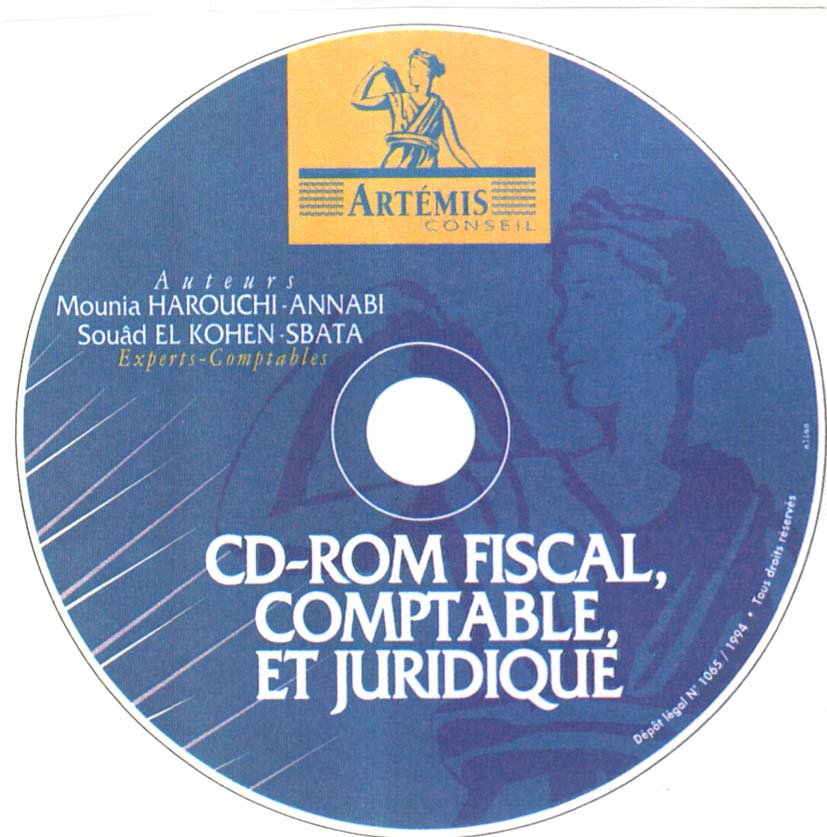 ARTÉMIS
CONSEIL
Auteurs
Mounia HAROUCHI-ANNABI
Souâd EL KOHEN-SBATA
Experts-Comptables
CD-ROM FISCAL,
COMPTABLE,
ET JURIDIQUE
Dépôt légal N° 1065 / 1994 • Tous droits réservés